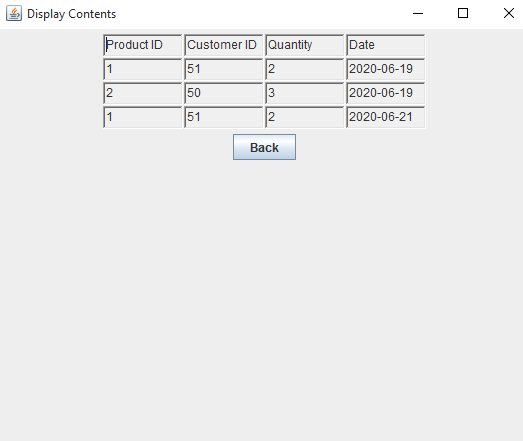 Display Contents
Product ID Customer ID Quantity Date
1 51 2 2020-06-19
2 50 3 2020-06-19
1 51 2 2020-06-21
Back